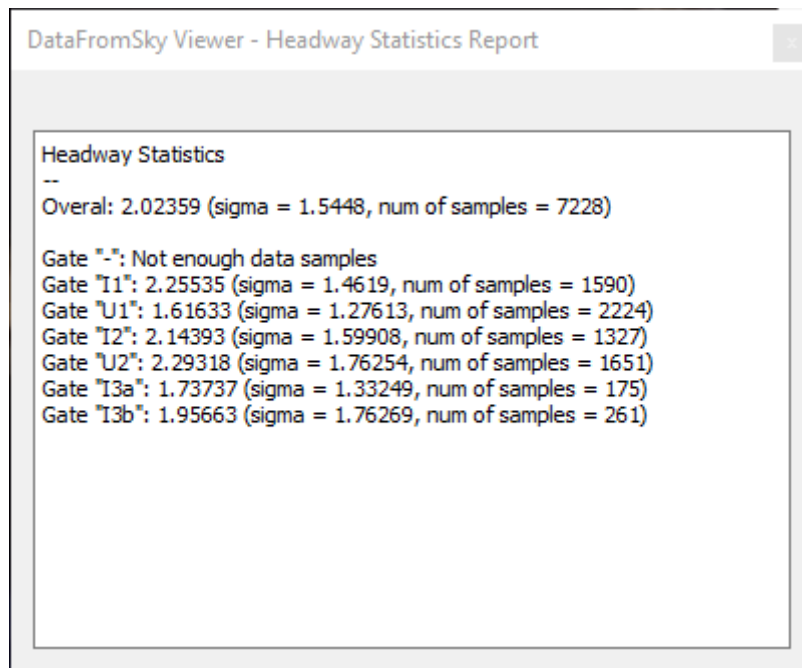 DataFromSky Viewer - Headway Statistics Report
Headway Statistics
--
Overal: 2.02359 (sigma = 1.5448, num of samples = 7228)
Gate "-": Not enough data samples
Gate "I1": 2.25535 (sigma = 1.4619, num of samples = 1590)
Gate "U1": 1.61633 (sigma = 1.27613, num of samples = 2224)
Gate "I2": 2.14393 (sigma = 1.59908, num of samples = 1327)
Gate "U2": 2.29318 (sigma = 1.76254, num of samples = 1651)
Gate "I3a": 1.73737 (sigma = 1.33249, num of samples = 175)
Gate "I3b": 1.95663 (sigma = 1.76269, num of samples = 261)